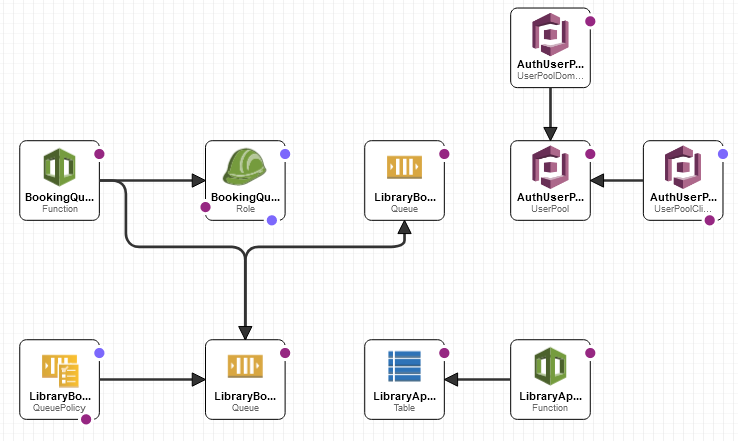 AuthUserP...
UserPoolDom...
BookingQu...
Function
BookingQu...
Role
LibraryBo...
Queue
AuthUserP...
UserPool
AuthUserP...
UserPoolCli...
LibraryBo...
QueuePolicy
LibraryBo...
Queue
LibraryAp...
Table
LibraryAp...
Function